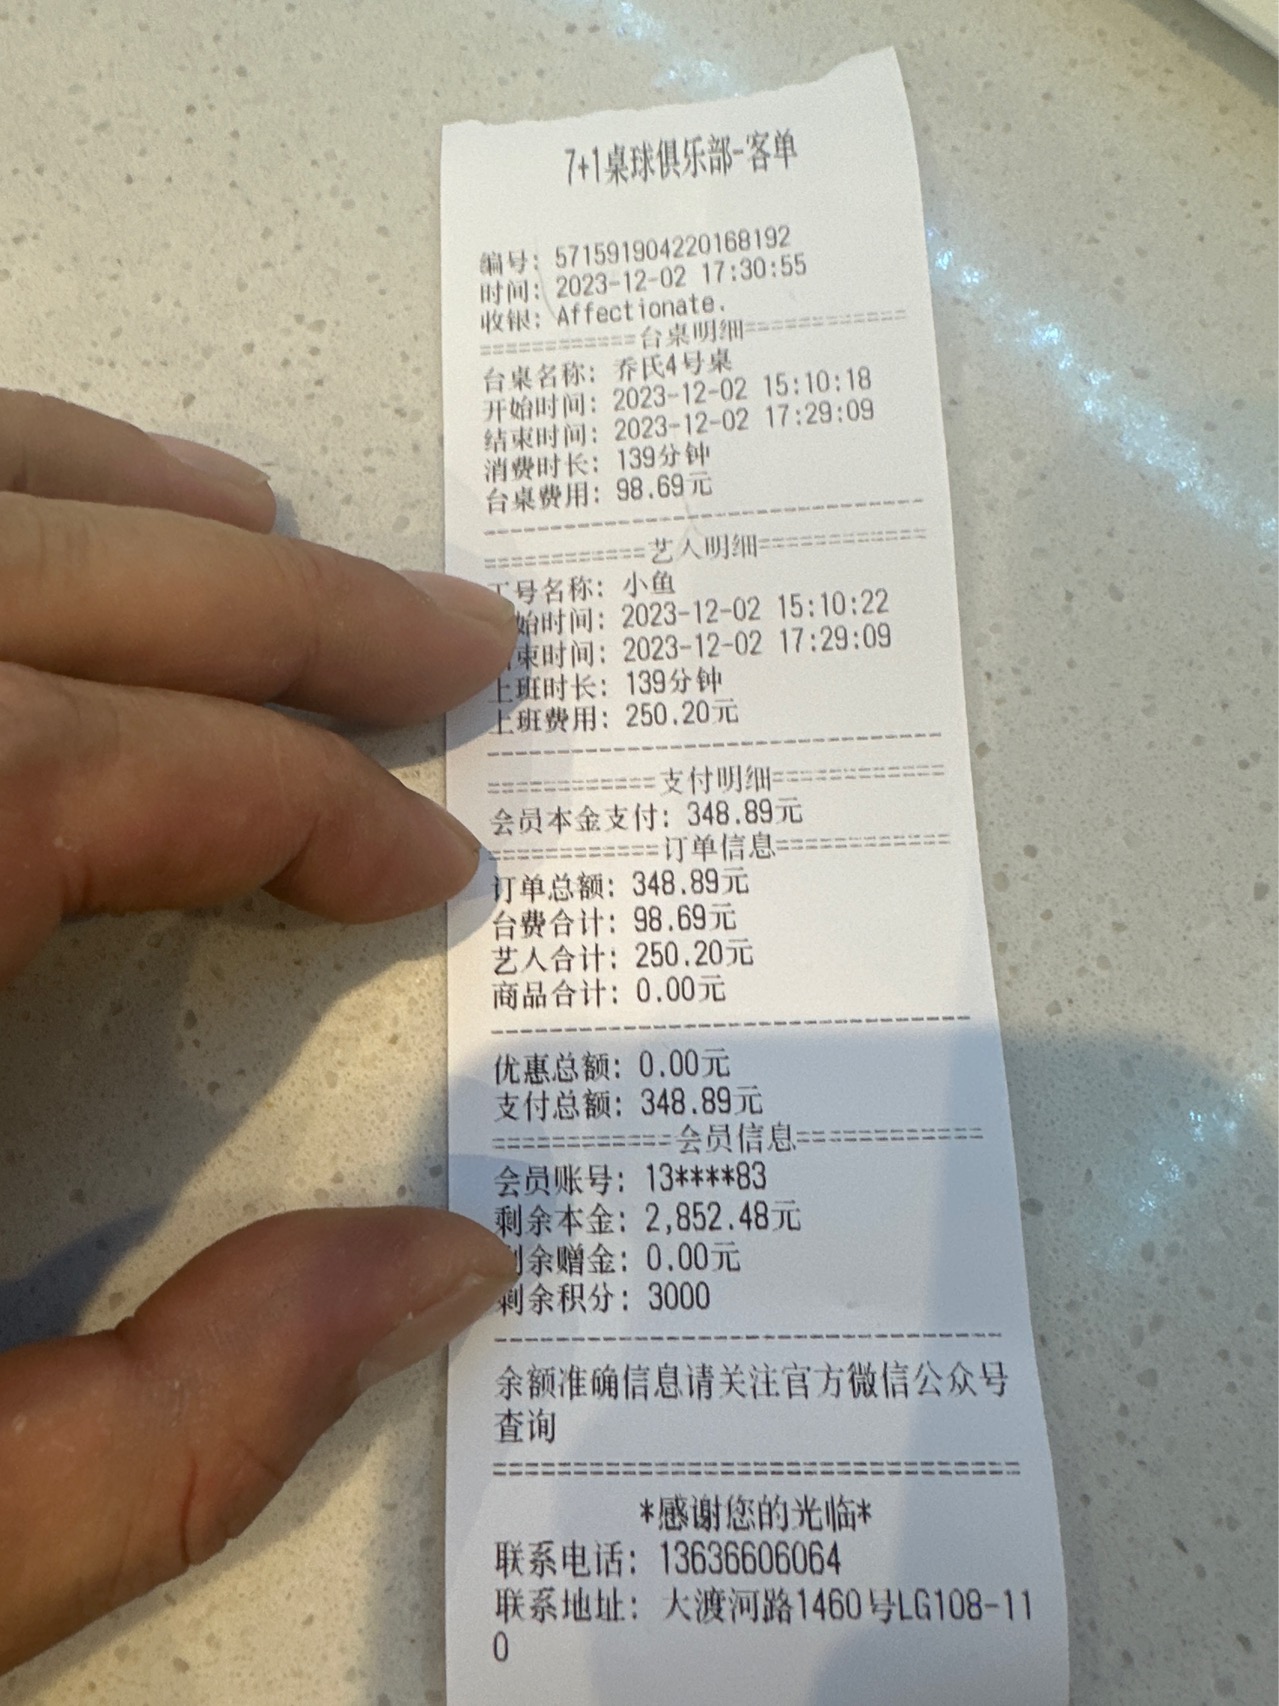 7+1桌球俱乐部-客单
编号: 571591904220168192
时间: 2023-12-02 17:30:55
收银: Affectionate.
============台桌明细============
台桌名称: 乔氏4号桌
开始时间: 2023-12-02 15:10:18
结束时间: 2023-12-02 17:29:09
消费时长: 139分钟
台桌费用: 98.69元
--------------------------------
============艺人明细============
工号名称: 小鱼
始时间: 2023-12-02 15:10:22
束时间: 2023-12-02 17:29:09
上班时长: 139分钟
上班费用: 250.20元
--------------------------------
============支付明细============
会员本金支付: 348.89元
============订单信息============
订单总额: 348.89元
台费合计: 98.69元
艺人合计: 250.20元
商品合计: 0.00元
--------------------------------
优惠总额: 0.00元
支付总额: 348.89元
============会员信息============
会员账号: 13****83
剩余本金: 2,852.48元
剩余赠金: 0.00元
剩余积分: 3000
--------------------------------
余额准确信息请关注官方微信公众号
查询
================================
*感谢您的光临*
联系电话: 13636606064
联系地址: 大渡河路1460号LG108-11
0